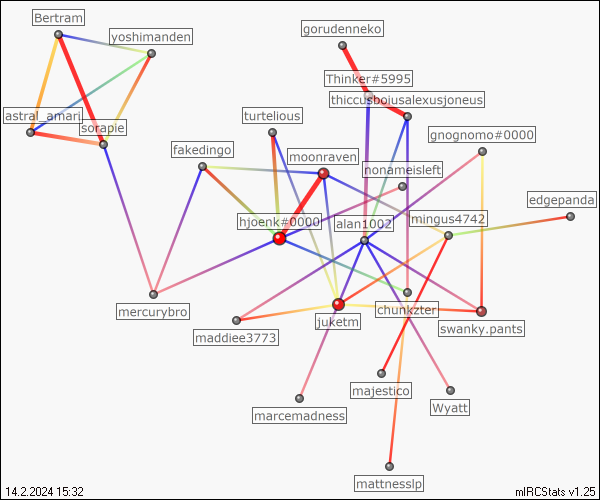 Bertram
yoshimanden
gorudenneko
Thinker#5995
thiccusboiusalexusjoneus
astral_amari
sorapie
turtelious
gnognomo#0000
fakedingo
moonraven
nonameisleft
edgepanda
hjoenk#0000
alan1002
mingus4742
mercurybro
maddiee3773
juketm
chunkzter
swanky.pants
majestico
marcemadness
Wyatt
mattnesslp
14.2.2024 15:32
mIRCStats v1.25